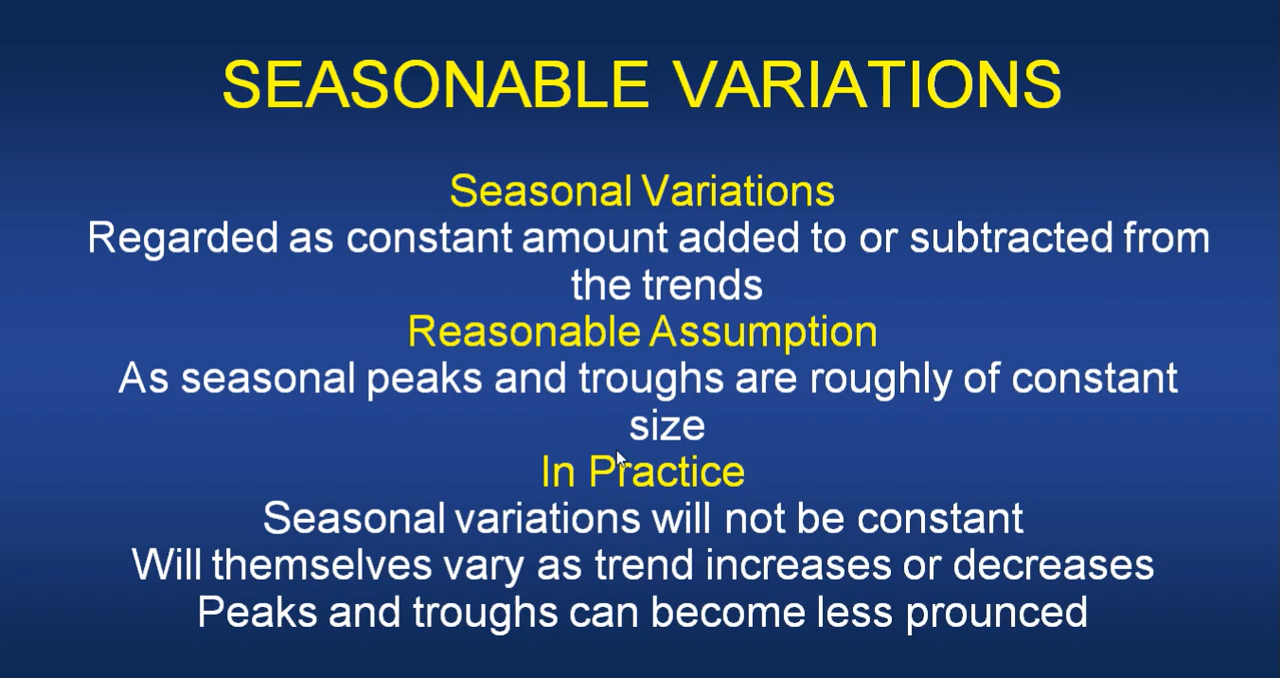 SEASONABLE VARIATIONS
Seasonal Variations
Regarded as constant amount added to or subtracted from
the trends
Reasonable Assumption
As seasonal peaks and troughs are roughly of constant
size
In Practice
Seasonal variations will not be constant
Will themselves vary as trend increases or decreases
Peaks and troughs can become less prounced